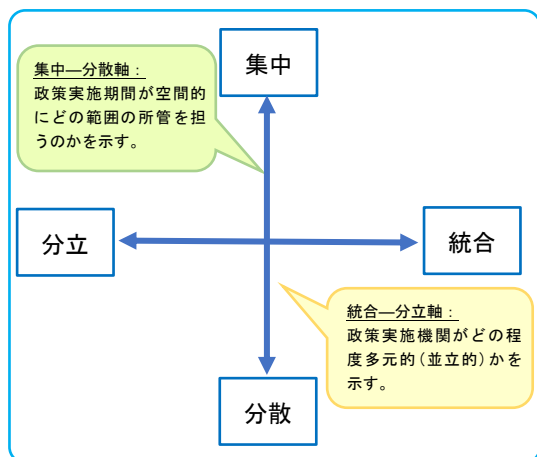 集中
集中―分散軸：
政策実施期間が空間的
にどの範囲の所管を担
うのかを示す。
分立
統合
統合―分立軸：
政策実施機関がどの程
度多元的（並立的）かを
示す。
分散